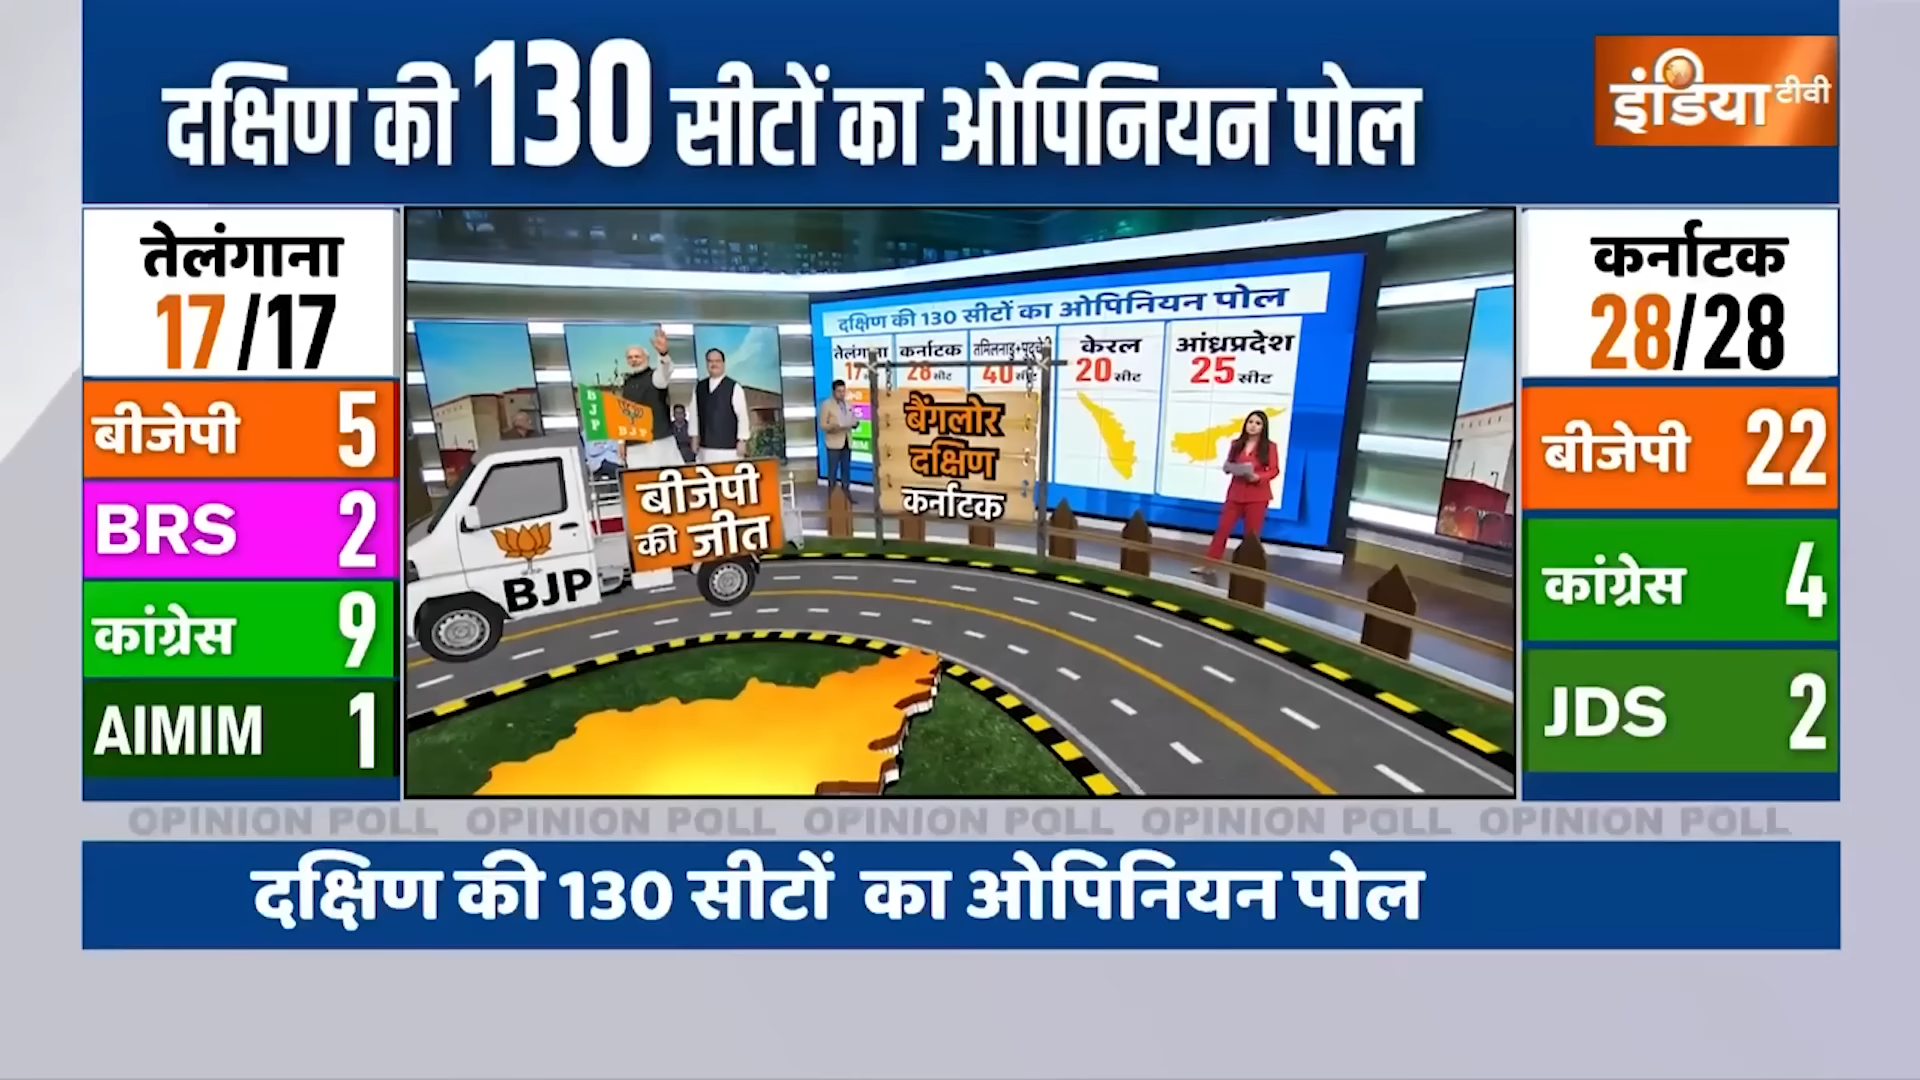 दक्षिण की 130 सीटों का ओपिनियन पोल
इंडिया टीवी
तेलंगाना
17/17
बीजेपी 5
BRS 2
कांग्रेस 9
AIMIM 1
दक्षिण की 130 सीटों का ओपिनियन पोल
तेलंगाना
कर्नाटक
तमिलनाडु+पुदुचेरी
केरल
आंध्रप्रदेश
17
28 सीट
40 सीट
20 सीट
25 सीट
BJP
BJP
बैंगलोर
दक्षिण
कर्नाटक
बीजेपी
की जीत
BJP
कर्नाटक
28/28
बीजेपी 22
कांग्रेस 4
JDS 2
OPINION POLL OPINION POLL OPINION POLL OPINION POLL OPINION POLL
दक्षिण की 130 सीटों का ओपिनियन पोल